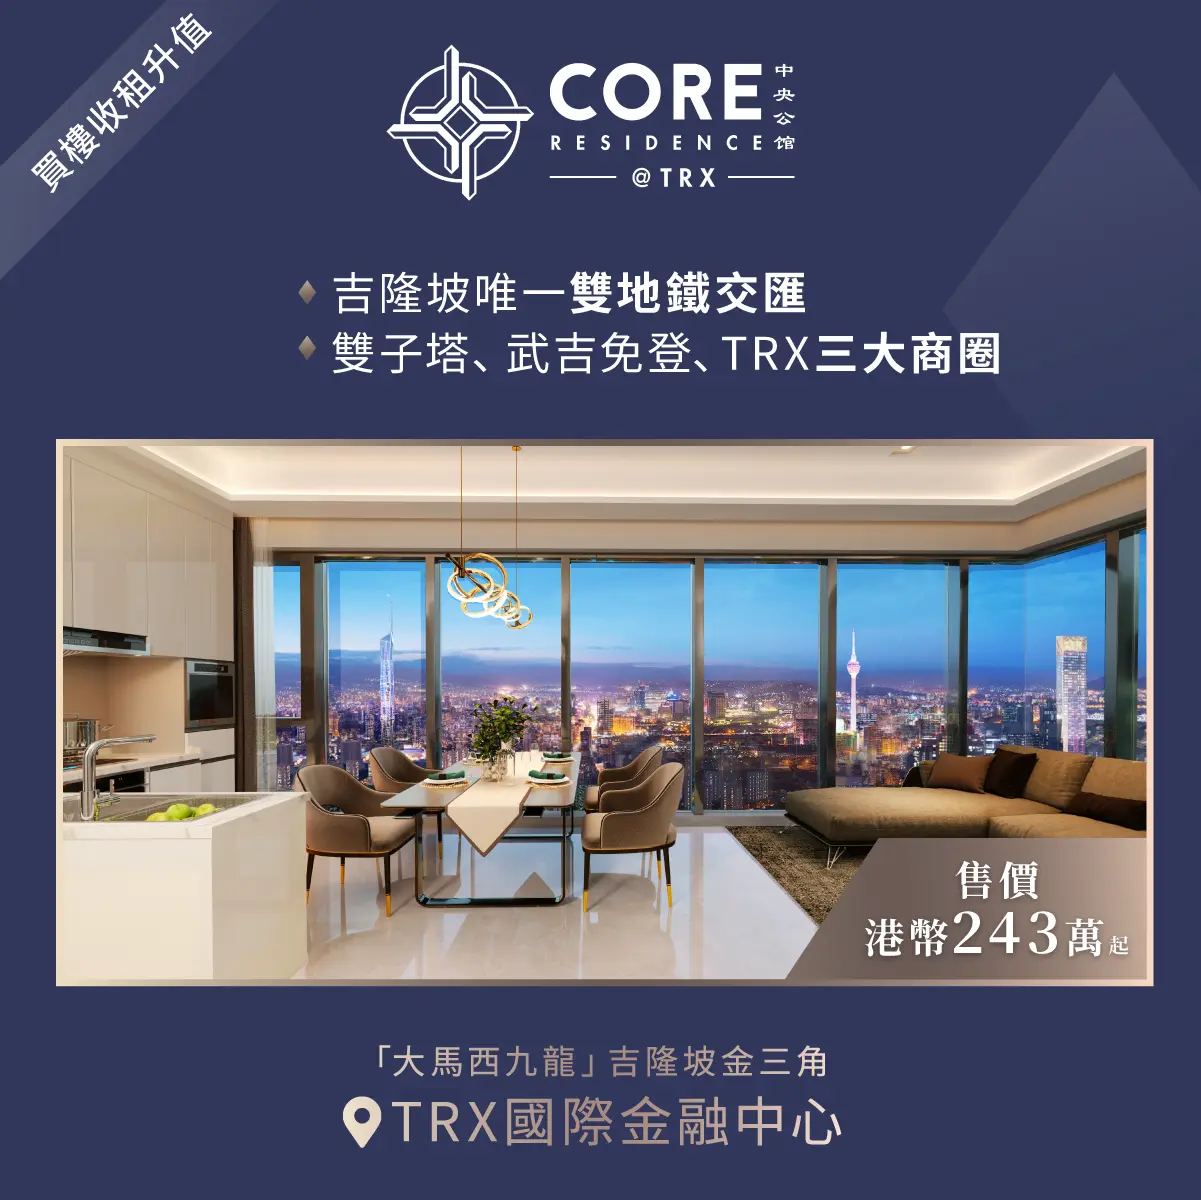 買樓收租升值
CORE 中央公馆
RESIDENCE
@TRX
吉隆坡唯一雙地鐵交匯
雙子塔、武吉免登、TRX三大商圈
售價
港幣243萬起
「大馬西九龍」吉隆坡金三角
TRX國際金融中心